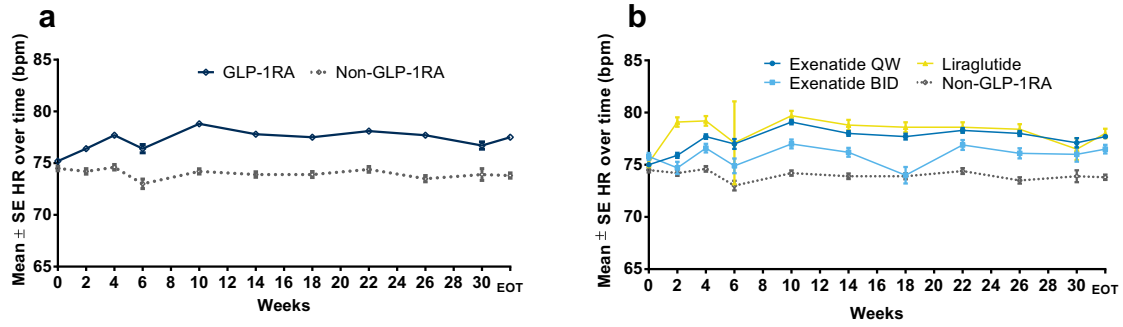 a
Mean ± SE HR over time (bpm)
85
80
75
70
65
GLP-1RA
Non-GLP-1RA
0 2 4 6 8 10 12 14 16 18 20 22 24 26 28 30 EOT
Weeks
b
Mean ± SE HR over time (bpm)
85
80
75
70
65
Exenatide QW Liraglutide
Exenatide BID Non-GLP-1RA
0 2 4 6 8 10 12 14 16 18 20 22 24 26 28 30 EOT
Weeks